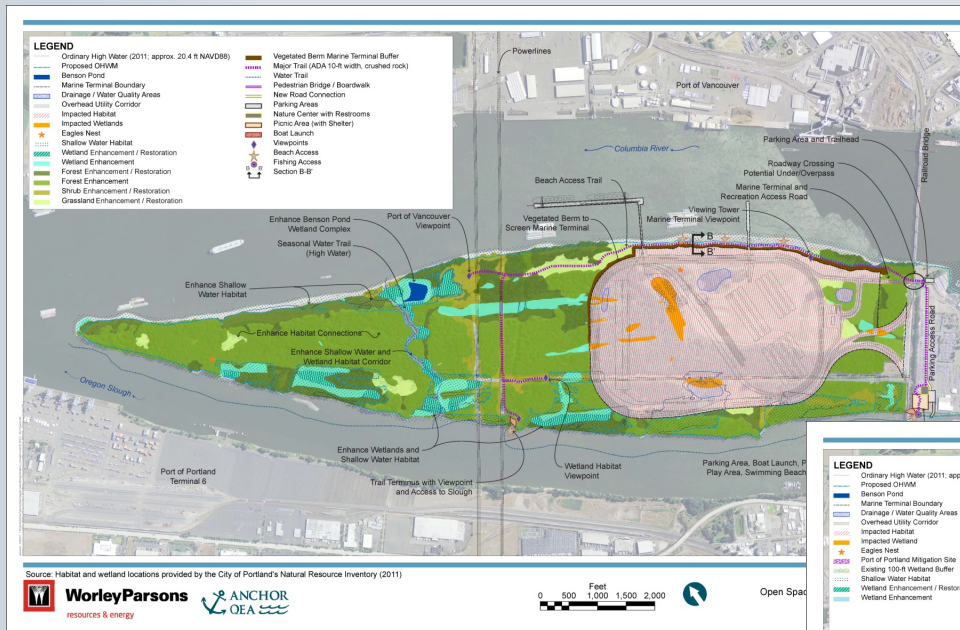 LEGEND
Ordinary High Water (2011; approx. 20.4 ft NAVD88)
Proposed OHWM
Benson Pond
Marine Terminal Boundary
Drainage / Water Quality Areas
Overhead Utility Corridor
Impacted Habitat
Impacted Wetlands
Eagles Nest
Shallow Water Habitat
Wetland Enhancement / Restoration
Wetland Enhancement
Forest Enhancement / Restoration
Forest Enhancement
Shrub Enhancement / Restoration
Grassland Enhancement / Restoration
Vegetated Berm Marine Terminal Buffer
Major Trail (ADA 10-ft width, crushed rock)
Water Trail
Pedestrian Bridge / Boardwalk
New Road Connection
Parking Areas
Nature Center with Restrooms
Picnic Area (with Shelter)
Boat Launch
Viewpoints
Beach Access
Fishing Access
B B'
Section B-B'
Powerlines
Port of Vancouver
Columbia River
Parking Area and Trailhead
Railroad Bridge
Roadway Crossing
Potential Under/Overpass
Beach Access Trail
Marine Terminal and
Recreation Access Road
Viewing Tower
Marine Terminal Viewpoint
Enhance Benson Pond
Wetland Complex
Port of Vancouver
Viewpoint
Vegetated Berm to
Screen Marine Terminal
B
B'
Seasonal Water Trail
(High Water)
Enhance Shallow
Water Habitat
Enhance Habitat Connections
Enhance Shallow Water and
Wetland Habitat Corridor
Parking Access Road
Oregon Slough
Enhance Wetlands and
Shallow Water Habitat
Wetland Habitat
Viewpoint
Trail Terminus with Viewpoint
and Access to Slough
Port of Portland
Terminal 6
Parking Area, Boat Launch, P
Play Area, Swimming Beach
Source: Habitat and wetland locations provided by the City of Portland's Natural Resource Inventory (2011)
WorleyParsons
resources & energy
ANCHOR
QEA
Feet
0 500 1,000 1,500 2,000
Open Spac
LEGEND
Ordinary High Water (2011; app
Proposed OHWM
Benson Pond
Marine Terminal Boundary
Drainage / Water Quality Areas
Overhead Utility Corridor
Impacted Habitat
Impacted Wetland
Eagles Nest
Port of Portland Mitigation Site
Existing 100-ft Wetland Buffer
Shallow Water Habitat
Wetland Enhancement / Restor
Wetland Enhancement